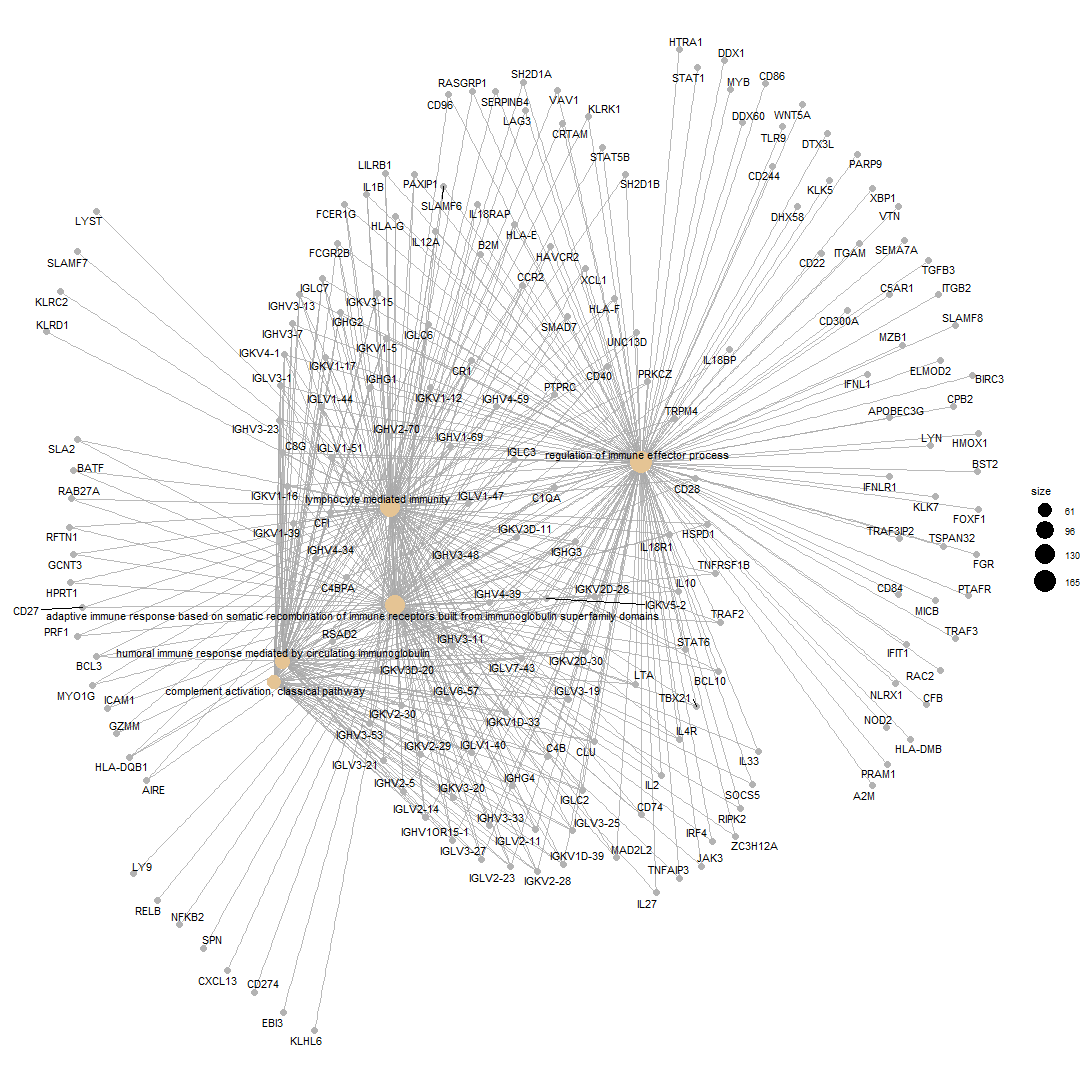 HTRA1
DDX1
STAT1
MYB
CD86
SH2D1A
RASGRP1
CD96
SERPINB4
VAV1
KLRK1
LAG3
CRTAM
DDX60
WNT5A
TLR9
DTX3L
STAT5B
PARP9
LILRB1
IL1B
PAXIP1
SH2D1B
CD244
KLK5
XBP1
SLAMF6
IL18RAP
FCER1G
HLA-G
LYST
DHX58
VTN
HLA-E
IL12A
B2M
FCGR2B
HAVCR2
SLAMF7
ITGAM
SEMA7A
CD22
TGFB3
CCR2
XCL1
IGLC7
C5AR1
ITGB2
KLRC2
IGHV3-13
IGKV3-15
HLA-F
KLRD1
IGHG2
SMAD7
CD300A
SLAMF8
IGHV3-7
IGLC6
UNC13D
MZB1
IGKV4-1
IGKV1-5
IL18BP
IGKV1-17
CR1
CD40
PRKCZ
ELMOD2
IGLV3-1
IGHG1
PTPRC
IFNL1
BIRC3
IGLV1-44
IGKV1-12
IGHV4-59
CPB2
TRPM4
APOBEC3G
IGHV3-23
IGHV2-70
IGHV1-69
LYN
HMOX1
SLA2
C8G
IGLV1-51
IGLC3
regulation of immune effector process
BATF
BST2
RAB27A
IGKV1-16
lymphocyte mediated immunity
IGLV1-47
C1QA
CD28
IFNLR1
KLK7
FOXF1
CFI
RFTN1
IGKV1-39
IGKV3D-11
HSPD1
TRAF3IP2
TSPAN32
IGHV4-34
IGHV3-48
IGHG3
IL18R1
GCNT3
TNFRSF1B
FGR
HPRT1
C4BPA
IGHV4-39
IGKV2D-28
IL10
CD84
PTAFR
CD27
IGKV5-2
MICB
adaptive immune response based on somatic recombination of immune receptors built from immunoglobulin superfamily domains
TRAF2
PRF1
RSAD2
IGHV3-11
STAT6
TRAF3
humoral immune response mediated by circulating immunoglobulin
IFIT1
BCL3
IGKV3D-20
IGLV7-43
IGKV2D-30
LTA
BCL10
RAC2
MYO1G
complement activation, classical pathway
IGLV6-57
IGLV3-19
TBX21
NLRX1
CFB
ICAM1
IGKV2-30
IGKV1D-33
NOD2
GZMM
IGHV3-53
IGKV2-29
IGLV1-40
C4B
CLU
IL4R
HLA-DMB
HLA-DQB1
IGLV3-21
IL33
PRAM1
AIRE
IGHV2-5
IGKV3-20
IGHG4
IGLC2
IL2
SOCS5
A2M
IGLV2-14
CD74
RIPK2
IGHV3-33
IGLV3-25
IRF4
IGHV1OR15-1
IGLV2-11
ZC3H12A
IGLV3-27
IGKV1D-39
MAD2L2
JAK3
LY9
TNFAIP3
IGLV2-23
IGKV2-28
RELB
IL27
NFKB2
SPN
CXCL13
CD274
EBI3
KLHL6
size
61
96
130
165